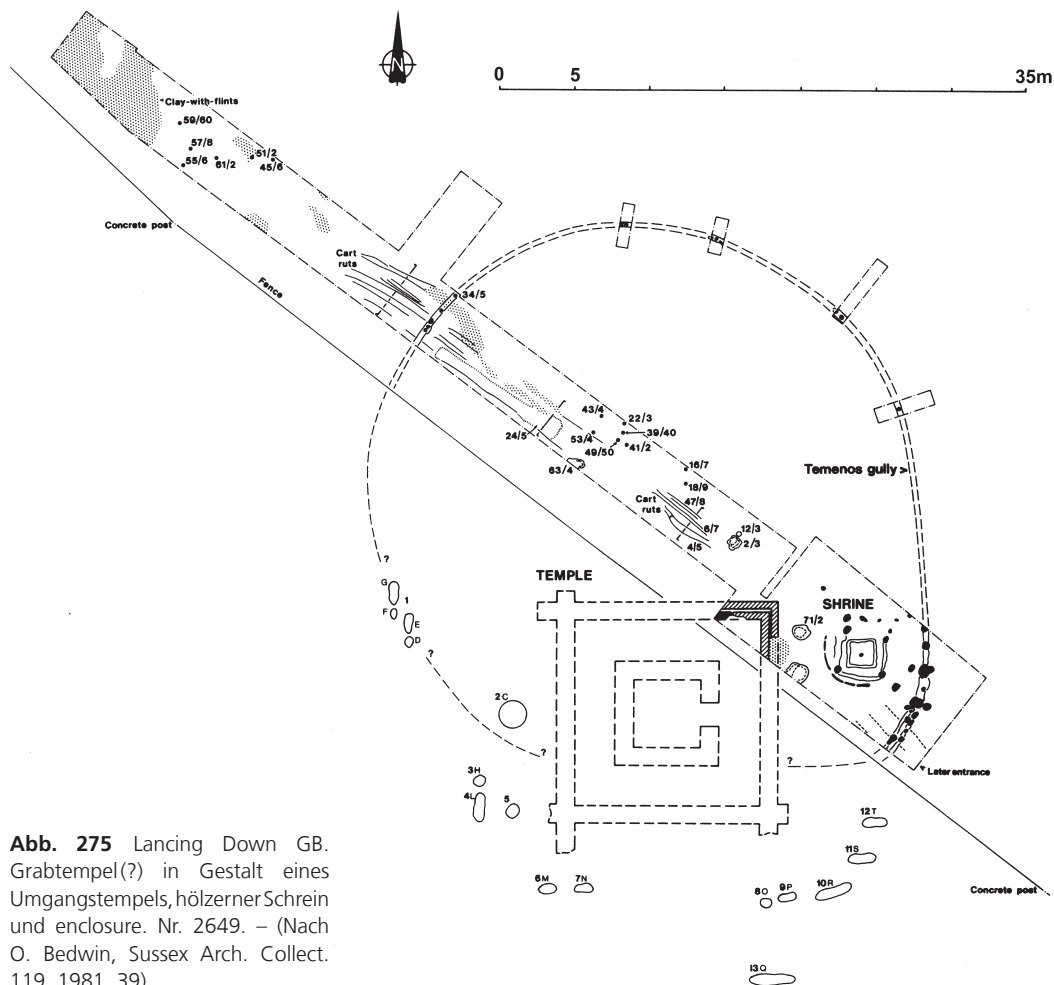 N
0 5 35m
"Clay-with-flints
59/60
57/8
51/2
55/6 61/2 45/6
Concrete post
Cart
ruts
Fence
34/5
43/4
22/3
39/40
24/5 53/4
49/50 41/2
63/4
16/7
Temenos gully >
18/9
47/8
Cart
ruts
6/7 12/3
4/5 2/3
?
TEMPLE
SHRINE
G
1
F
E
71/2
D
?
2C
?
?
Later entrance
3H
4L 5
12T
11S
6M 7N
8O 9P 10R
Concrete post
13Q
Abb. 275 Lancing Down GB.
Grabtempel(?) in Gestalt eines
Umgangstempels, hölzerner Schrein
und enclosure. Nr. 2649. – (Nach
O. Bedwin, Sussex Arch. Collect.
119, 1981, 39)